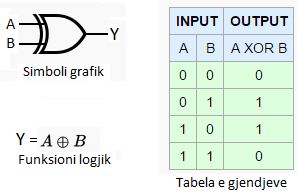 A
B
Y
Simboli grafik
Y = A ⊕ B
Funksioni logjik
INPUT OUTPUT
A B A XOR B
0 0 0
0 1 1
1 0 1
1 1 0
Tabela e gjendjeve